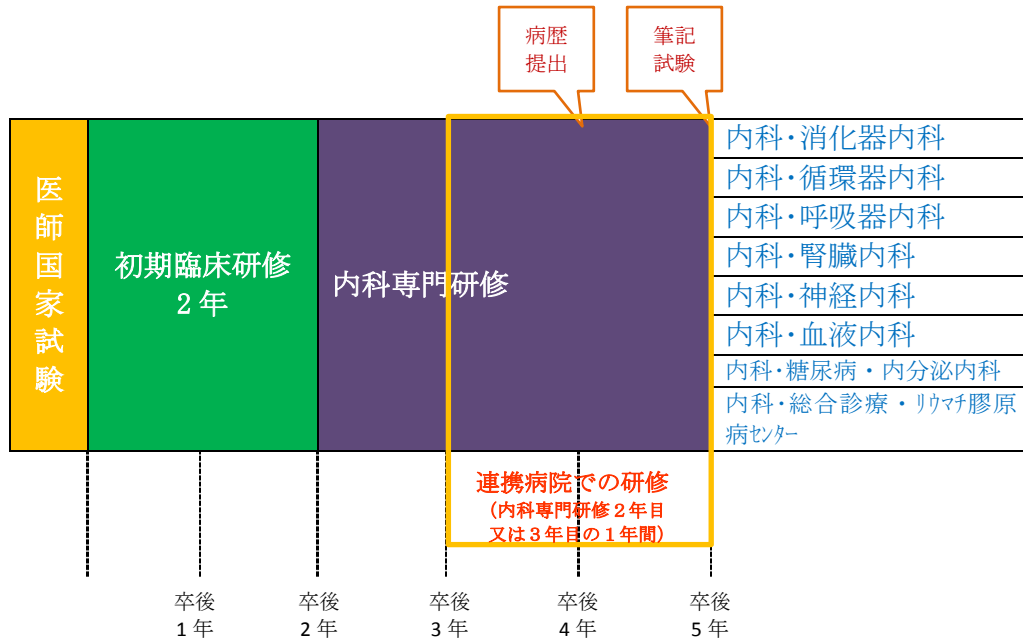 病歴
提出
筆記
試験
医
師
国
家
試
験
初期臨床研修
2年
内科専門研修
内科・消化器内科
内科・循環器内科
内科・呼吸器内科
内科・腎臓内科
内科・神経内科
内科・血液内科
内科・糖尿病・内分泌内科
内科・総合診療・リウマチ膠原
病センター
連携病院での研修
(内科専門研修2年目
又は3年目の1年間)
卒後
1年
卒後
2年
卒後
3年
卒後
4年
卒後
5年